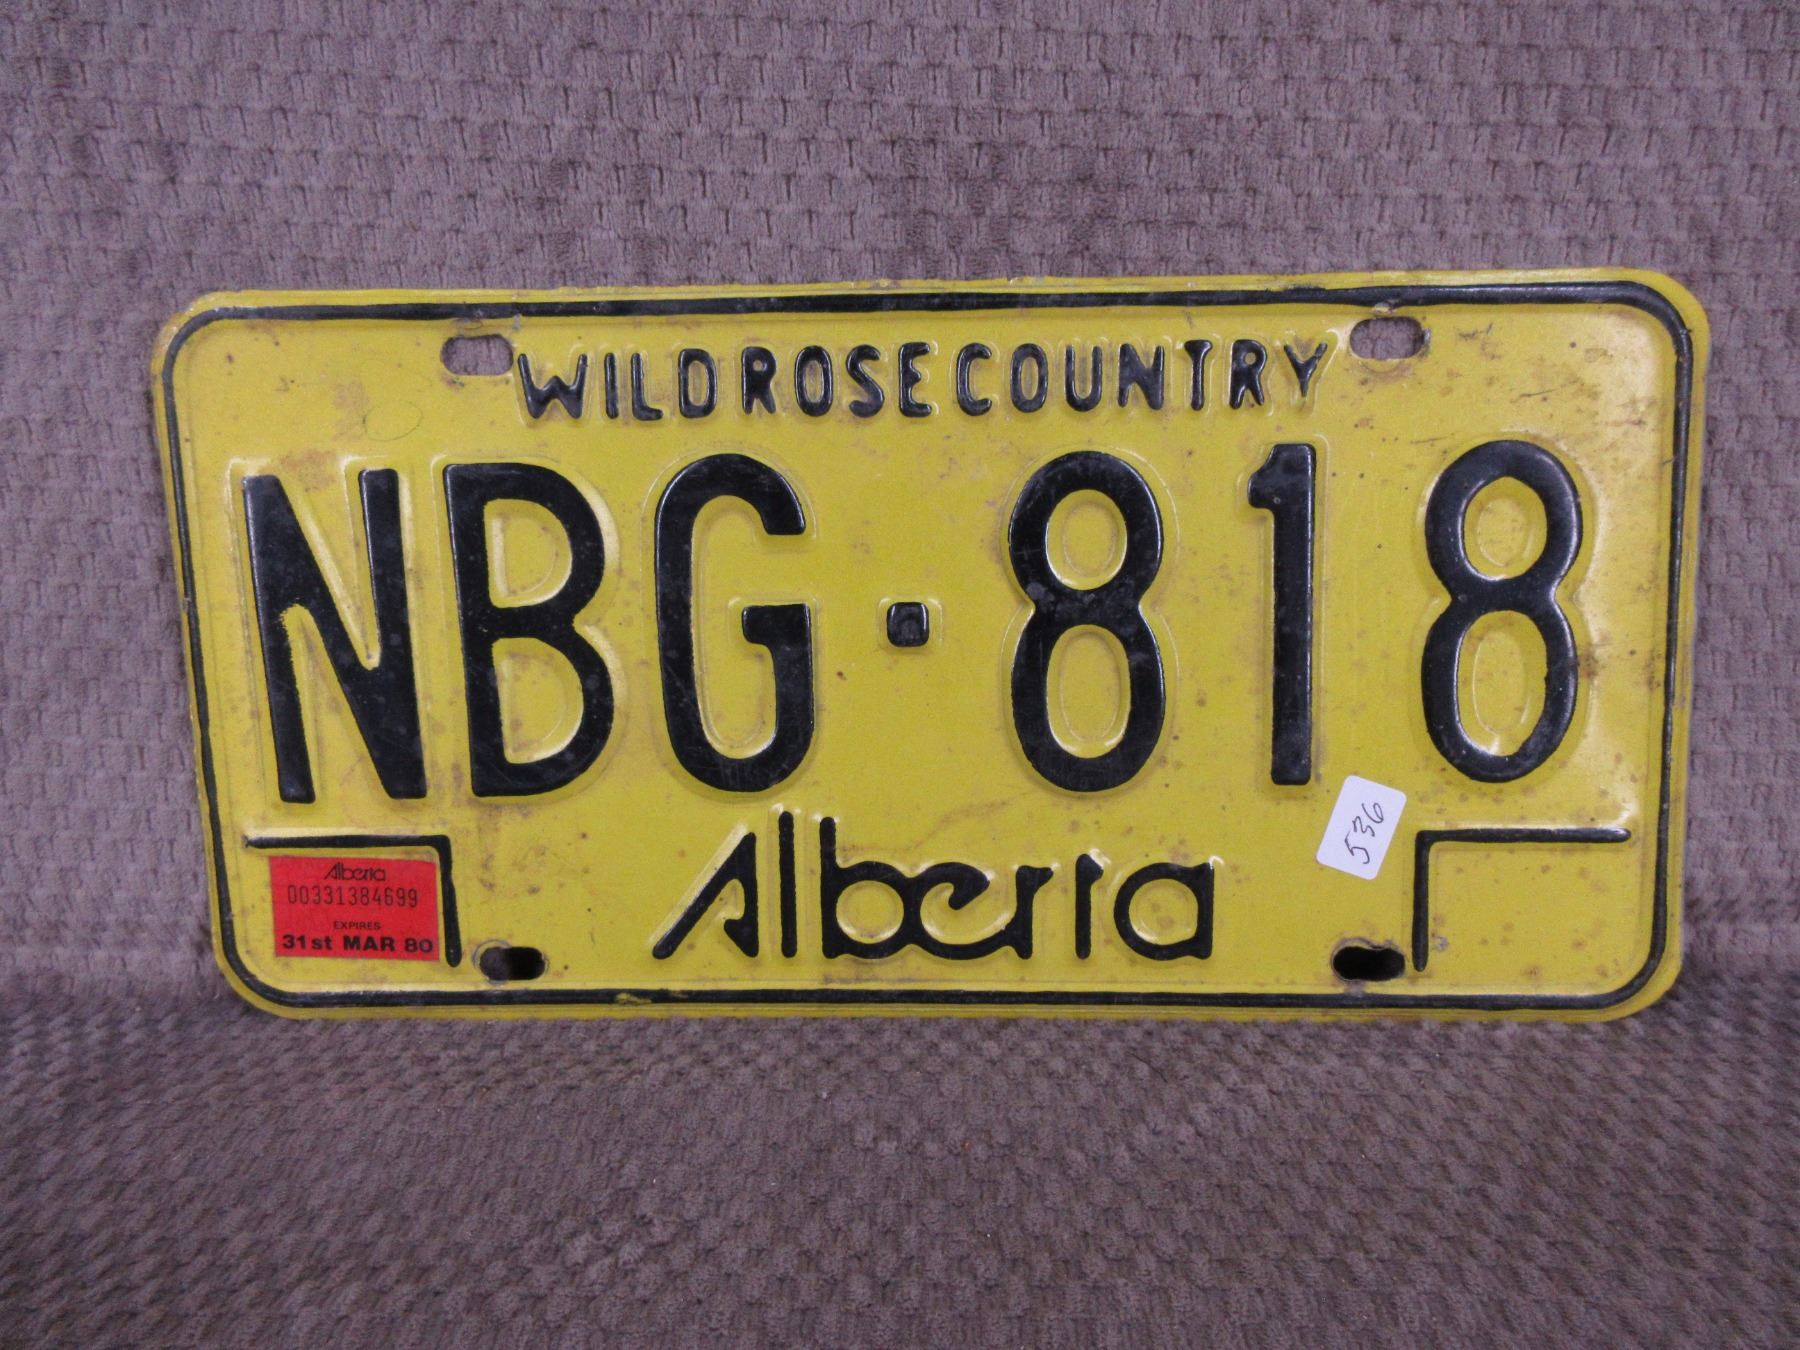 WILD ROSE COUNTRY
NBG·818
Alberta
Alberta
00331384699
EXPIRES
31st MAR 80
536